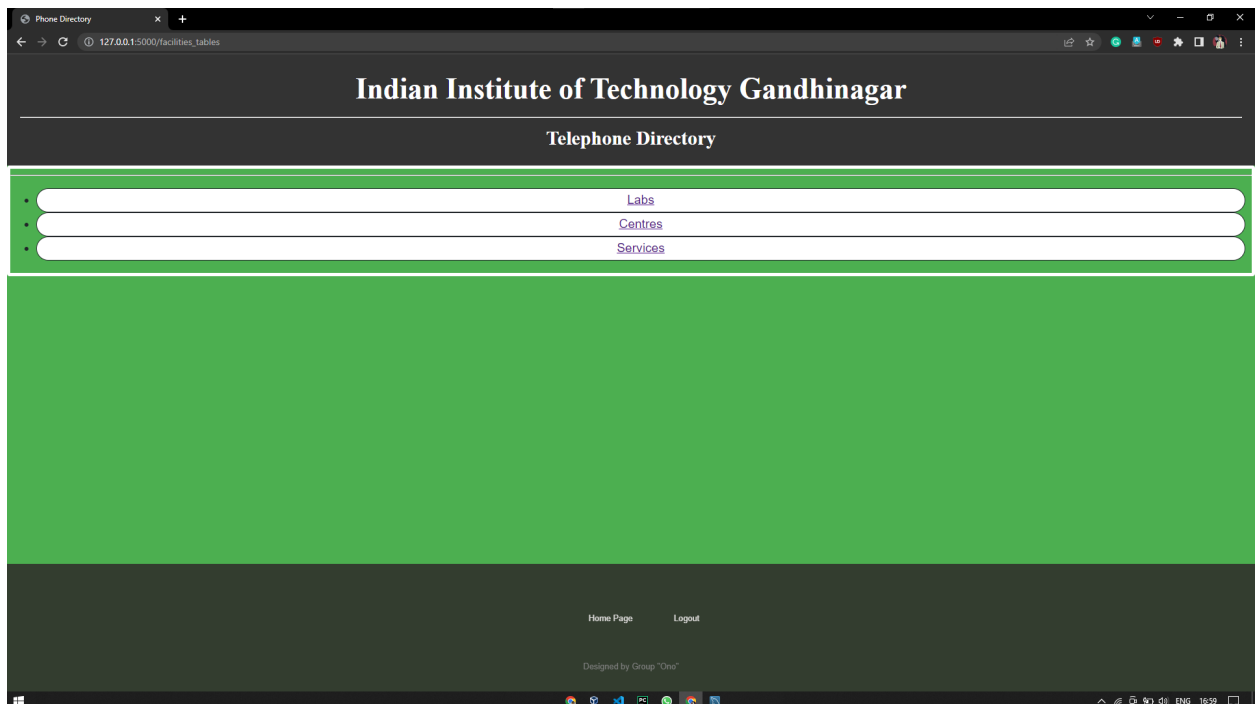 Phone Directory
127.0.0.1:5000/facilities_tables
Indian Institute of Technology Gandhinagar
Telephone Directory
Labs
Centres
Services
Home Page Logout
Designed by Group "Ono"
ENG 16:59